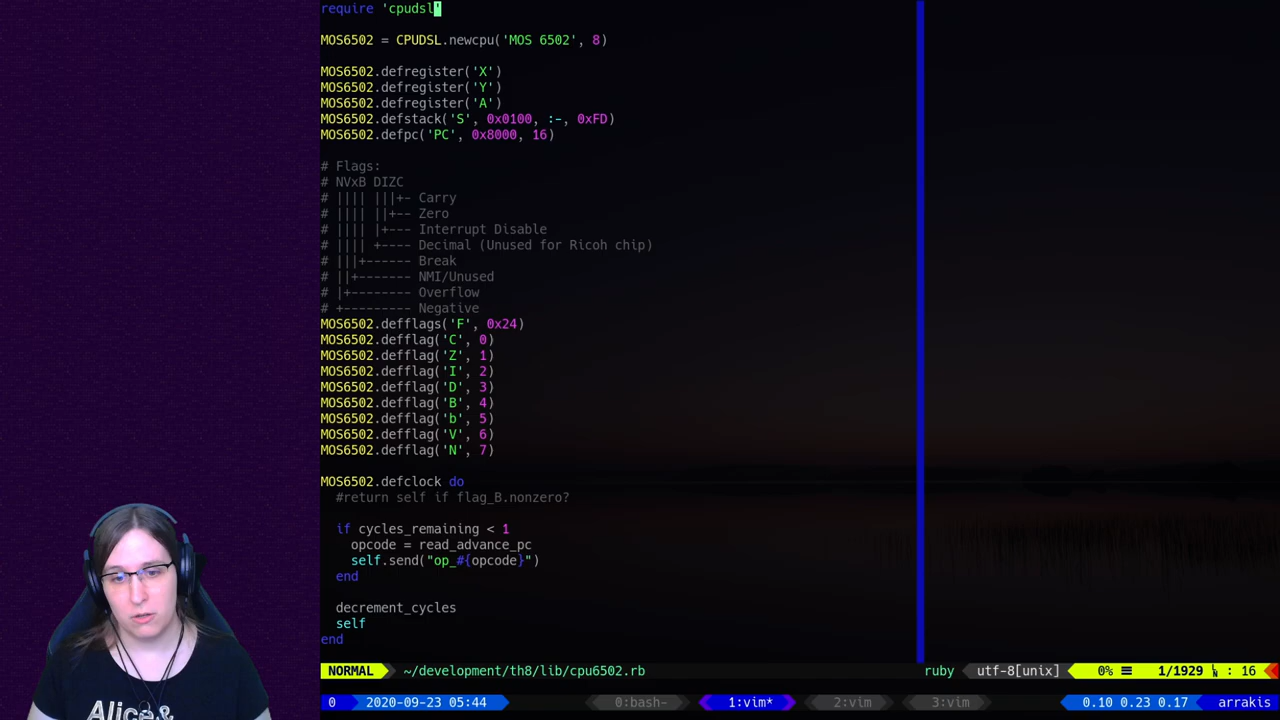 require 'cpudsl'
MOS6502 = CPUDSL.newcpu('MOS 6502', 8)
MOS6502.defregister('X')
MOS6502.defregister('Y')
MOS6502.defregister('A')
MOS6502.defstack('S', 0x0100, :-, 0xFD)
MOS6502.defpc('PC', 0x8000, 16)
# Flags:
# NVxB DIZC
# |||| |||+- Carry
# |||| ||+-- Zero
# |||| |+--- Interrupt Disable
# |||| +---- Decimal (Unused for Ricoh chip)
# |||+------ Break
# ||+------- NMI/Unused
# |+-------- Overflow
# +--------- Negative
MOS6502.defflags('F', 0x24)
MOS6502.defflag('C', 0)
MOS6502.defflag('Z', 1)
MOS6502.defflag('I', 2)
MOS6502.defflag('D', 3)
MOS6502.defflag('B', 4)
MOS6502.defflag('b', 5)
MOS6502.defflag('V', 6)
MOS6502.defflag('N', 7)
MOS6502.defclock do
  #return self if flag_B.nonzero?
  if cycles_remaining < 1
    opcode = read_advance_pc
    self.send("op_#{opcode}")
  end
  decrement_cycles
  self
end
NORMAL ~/development/th8/lib/cpu6502.rb ruby utf-8[unix] 0% ☰ 1/1929 ㏑ : 16
0 2020-09-23 05:44 0:bash- 1:vim* 2:vim 3:vim 0.10 0.23 0.17 arrakis
Alice&